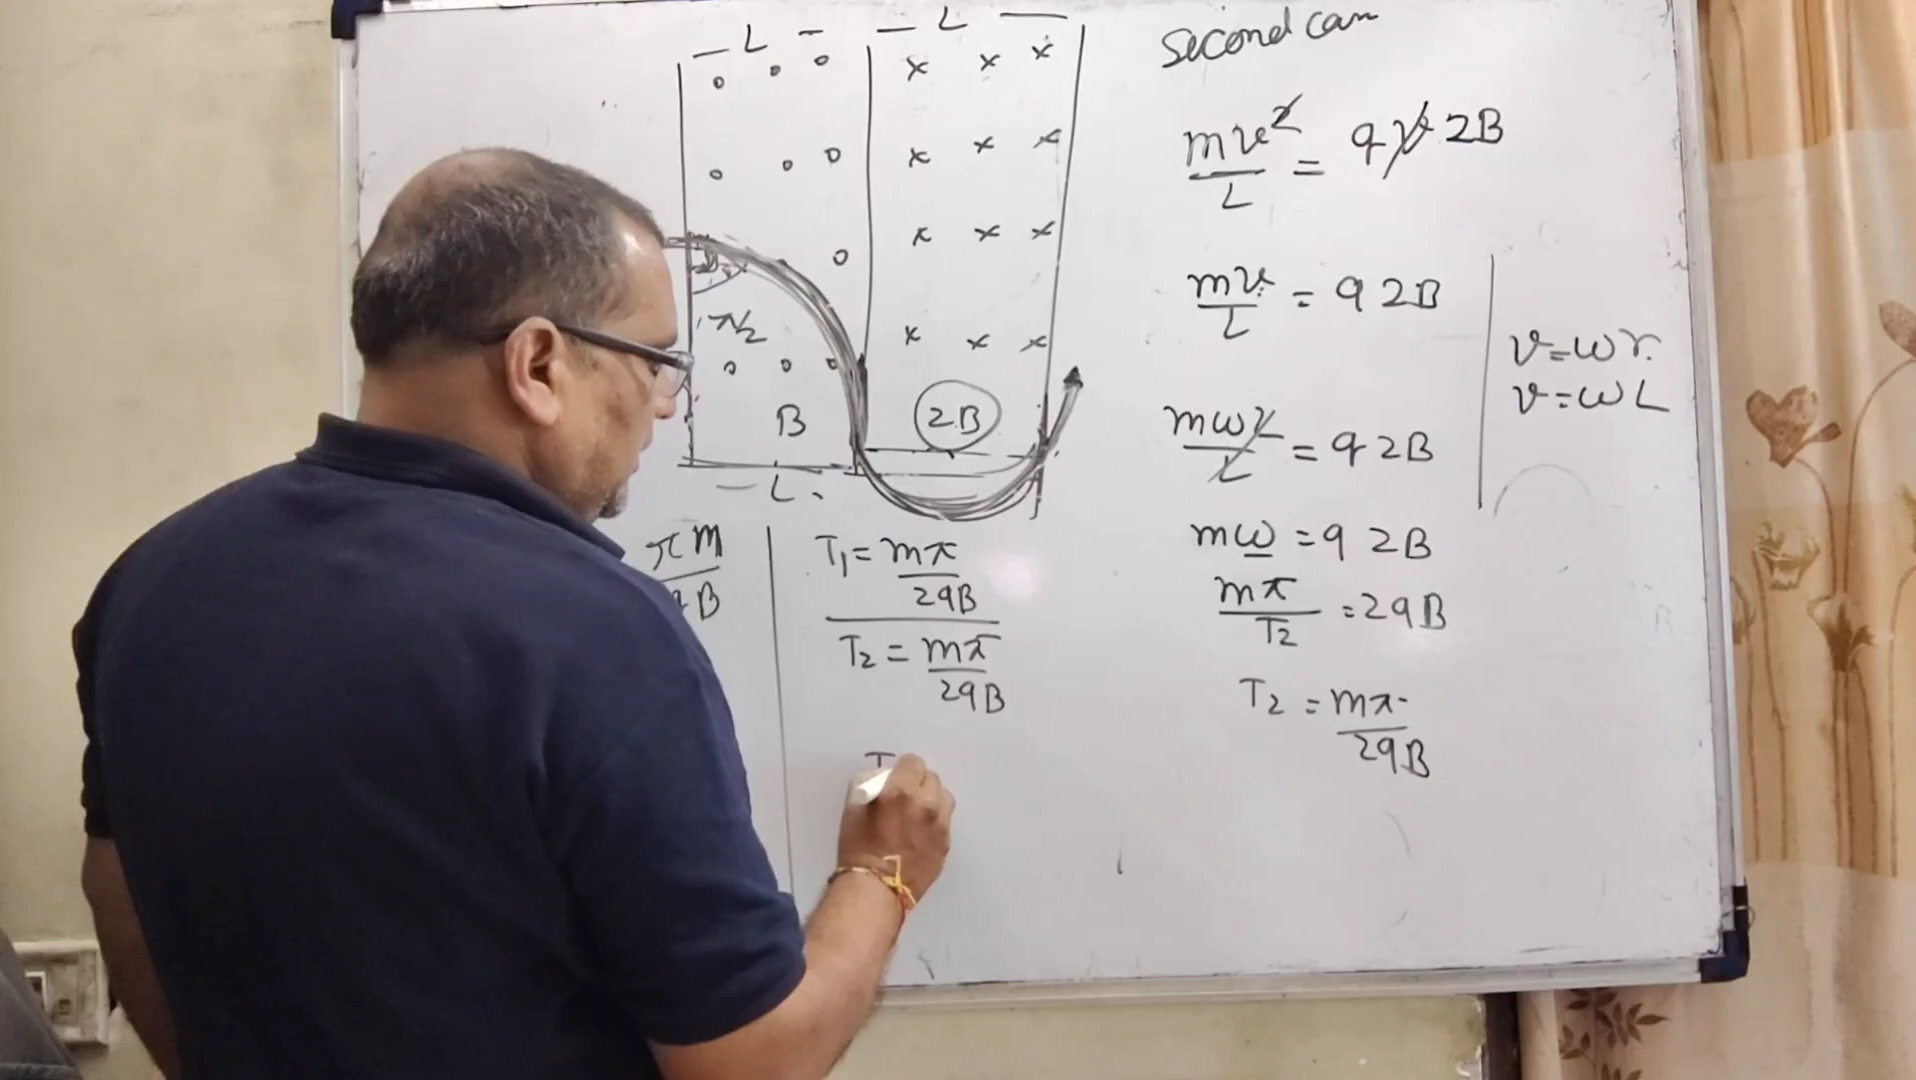 L L
π/2
B 2B
L
πm
B
T₁ = mπ/2qB
T₂ = mπ/2qB
T
second
mv²/L = qv2B
mv/L = q2B
mωL/L = q2B
mω = q2B
mπ/T₂ = 2qB
T₂ = mπ/2qB
v=ωr.
v=ωL